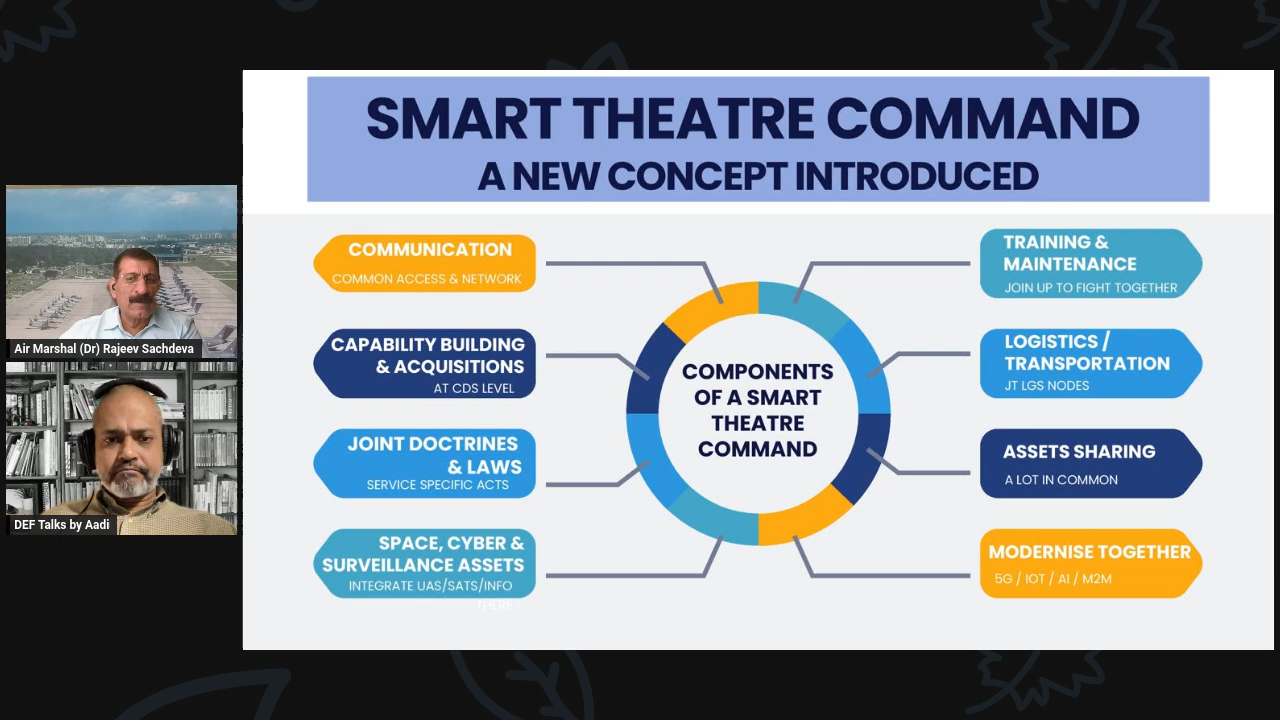 SMART THEATRE COMMAND
A NEW CONCEPT INTRODUCED
COMMUNICATION
COMMON ACCESS & NETWORK
CAPABILITY BUILDING
& ACQUISITIONS
AT CDS LEVEL
JOINT DOCTRINES
& LAWS
SERVICE SPECIFIC ACTS
SPACE, CYBER &
SURVEILLANCE ASSETS
INTEGRATE UAS/SATS/INFO
COMPONENTS
OF A SMART
THEATRE
COMMAND
TRAINING &
MAINTENANCE
JOIN UP TO FIGHT TOGETHER
LOGISTICS /
TRANSPORTATION
JT LGS NODES
ASSETS SHARING
A LOT IN COMMON
MODERNISE TOGETHER
5G / IOT / AI / M2M
Air Marshal (Dr) Rajeev Sachdeva
DEF Talks by Aadi